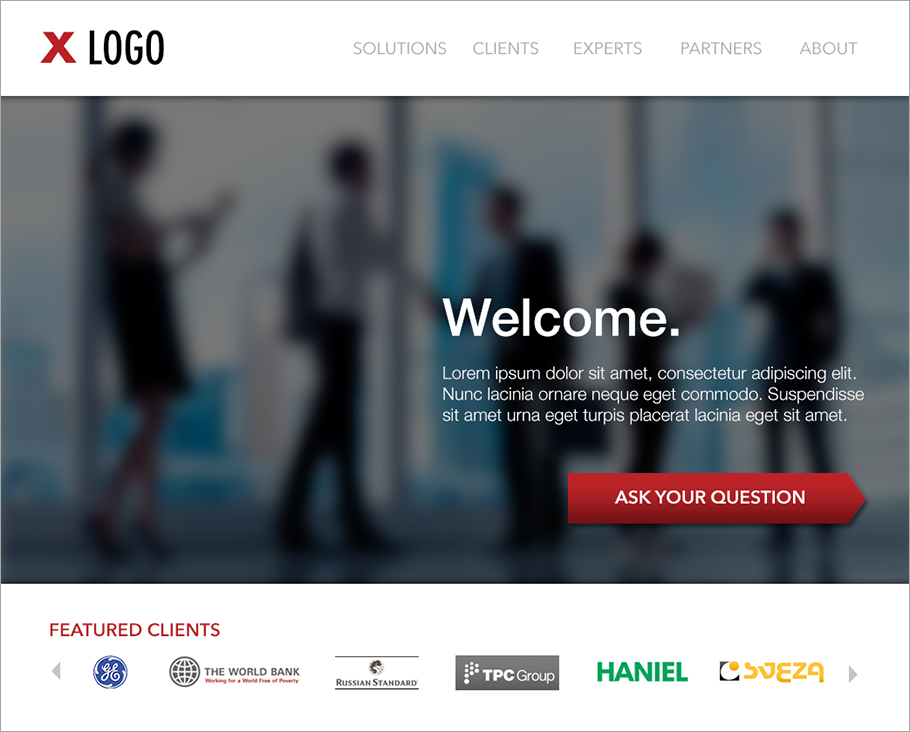 X LOGO
SOLUTIONS CLIENTS EXPERTS PARTNERS ABOUT
Welcome.
Lorem ipsum dolor sit amet, consectetur adipiscing elit.
Nunc lacinia ornare neque eget commodo. Suspendisse
sit amet urna eget turpis placerat lacinia eget sit amet.
ASK YOUR QUESTION
FEATURED CLIENTS
GE
THE WORLD BANK
Working for a World Free of Poverty
RUSSIAN STANDARD
TPC Group
HANIEL
SVEZA